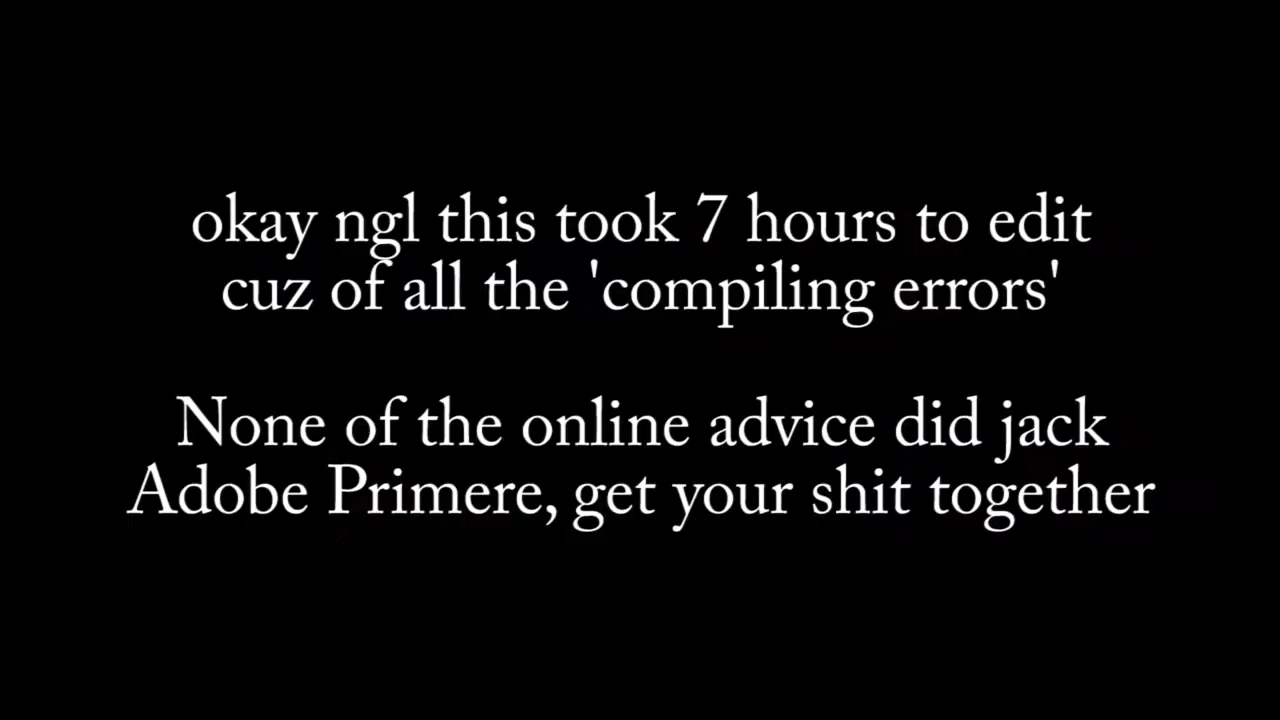 okay ngl this took 7 hours to edit
cuz of all the 'compiling errors'
None of the online advice did jack
Adobe Primere, get your shit together